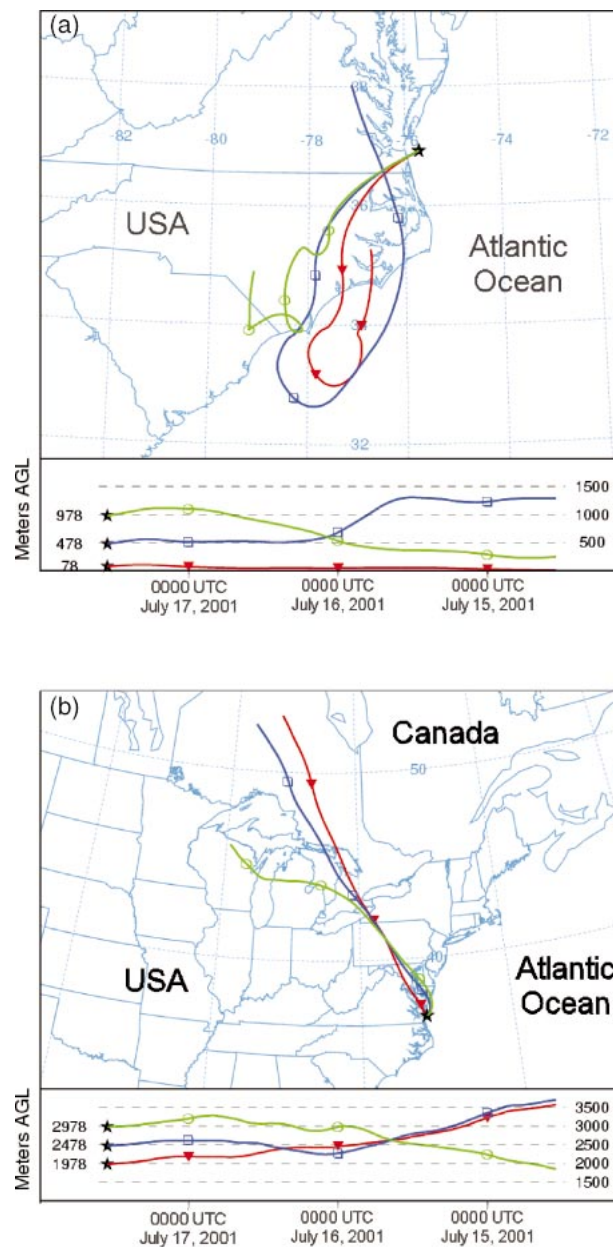 (a)
38
-82
-80
-78
-74
-72
36
USA
Atlantic
Ocean
32
Meters AGL
1500
978
1000
478
500
78
0000 UTC
July 17, 2001
0000 UTC
July 16, 2001
0000 UTC
July 15, 2001
(b)
Canada
50
40
USA
Atlantic
Ocean
Meters AGL
3500
2978
3000
2478
2500
1978
2000
1500
0000 UTC
July 17, 2001
0000 UTC
July 16, 2001
0000 UTC
July 15, 2001